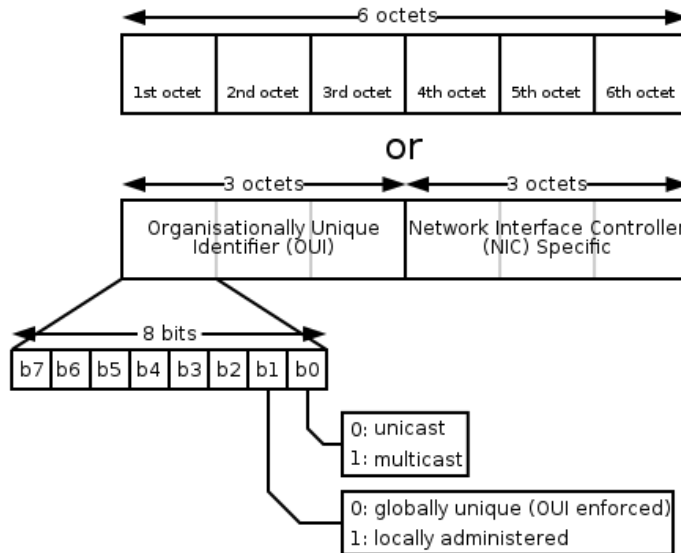 6 octets
1st octet 2nd octet 3rd octet 4th octet 5th octet 6th octet
or
3 octets 3 octets
Organisationally Unique Network Interface Controller
Identifier (OUI) (NIC) Specific
8 bits
b7 b6 b5 b4 b3 b2 b1 b0
0: unicast
1: multicast
0: globally unique (OUI enforced)
1: locally administered